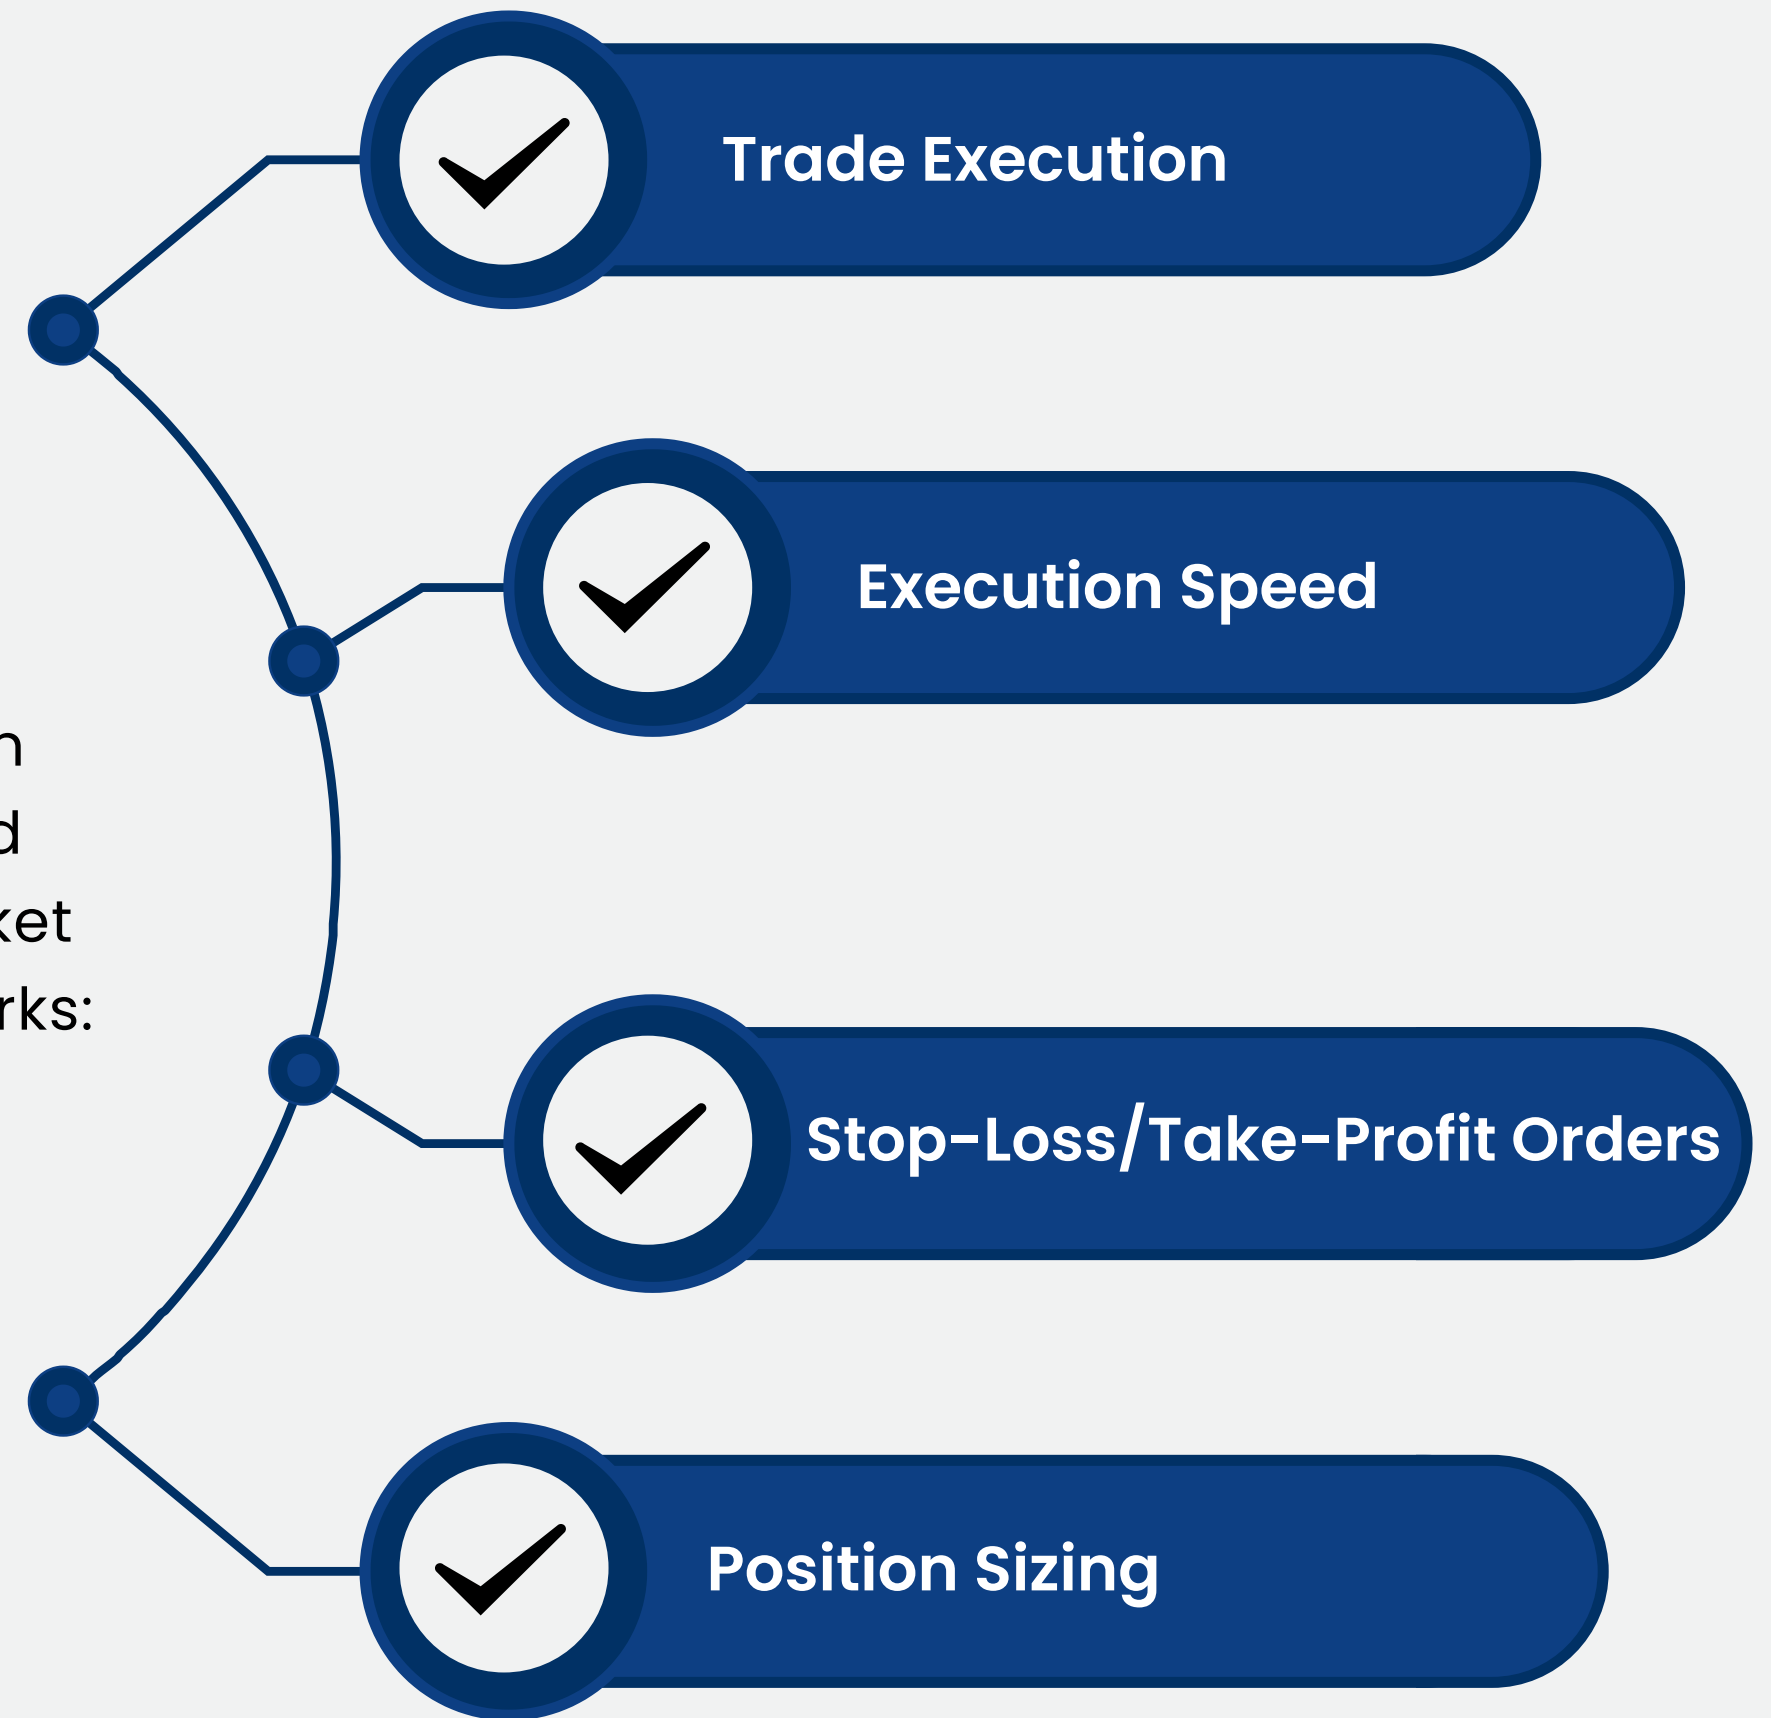 Trade Execution
Execution Speed
Stop-Loss/Take-Profit Orders
Position Sizing